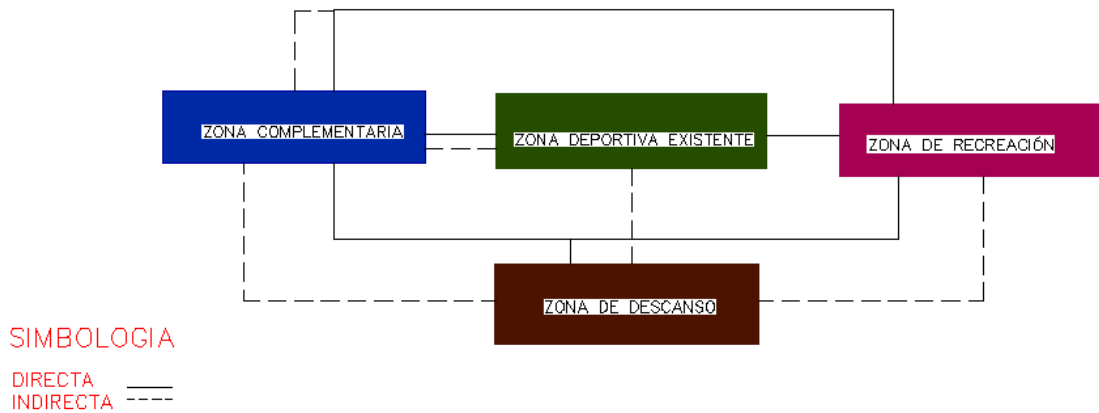 ZONA COMPLEMENTARIA
ZONA DEPORTIVA EXISTENTE
ZONA DE RECREACIÓN
ZONA DE DESCANSO
SIMBOLOGIA
DIRECTA
INDIRECTA